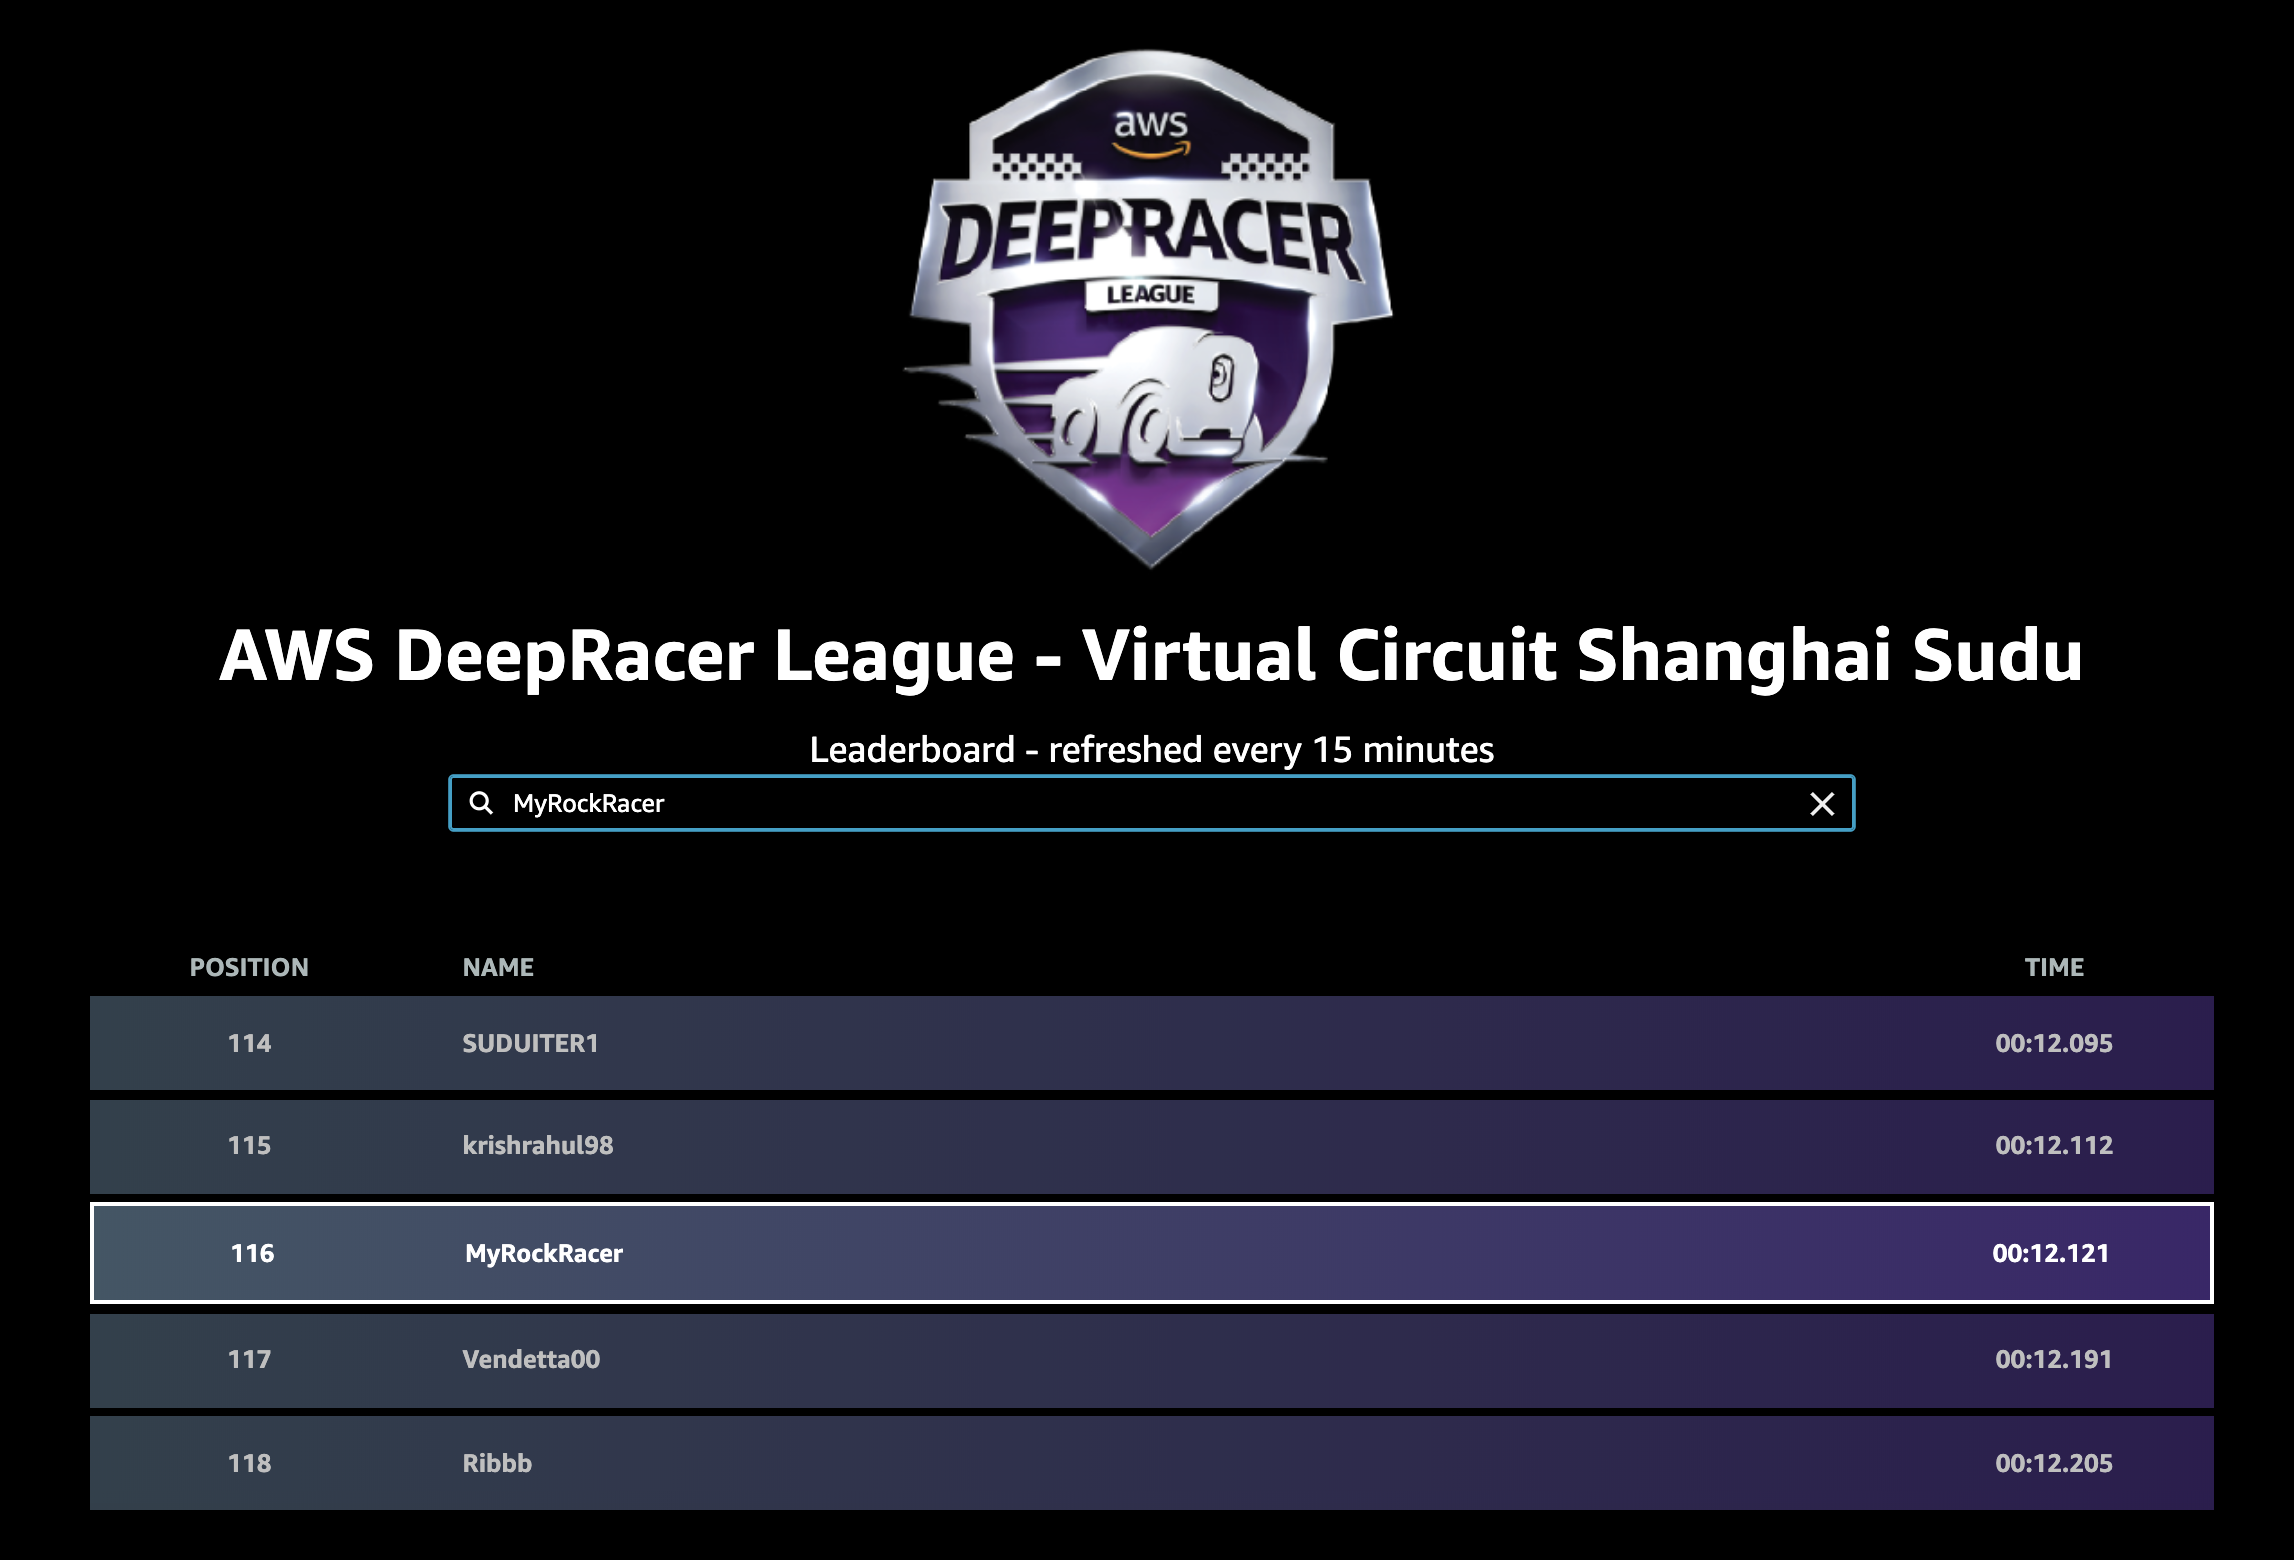 aws
DEEPRACER
LEAGUE
AWS DeepRacer League - Virtual Circuit Shanghai Sudu
Leaderboard - refreshed every 15 minutes
MyRockRacer
POSITION NAME TIME
114 SUDUITER1 00:12.095
115 krishrahul98 00:12.112
116 MyRockRacer 00:12.121
117 Vendetta00 00:12.191
118 Ribbb 00:12.205